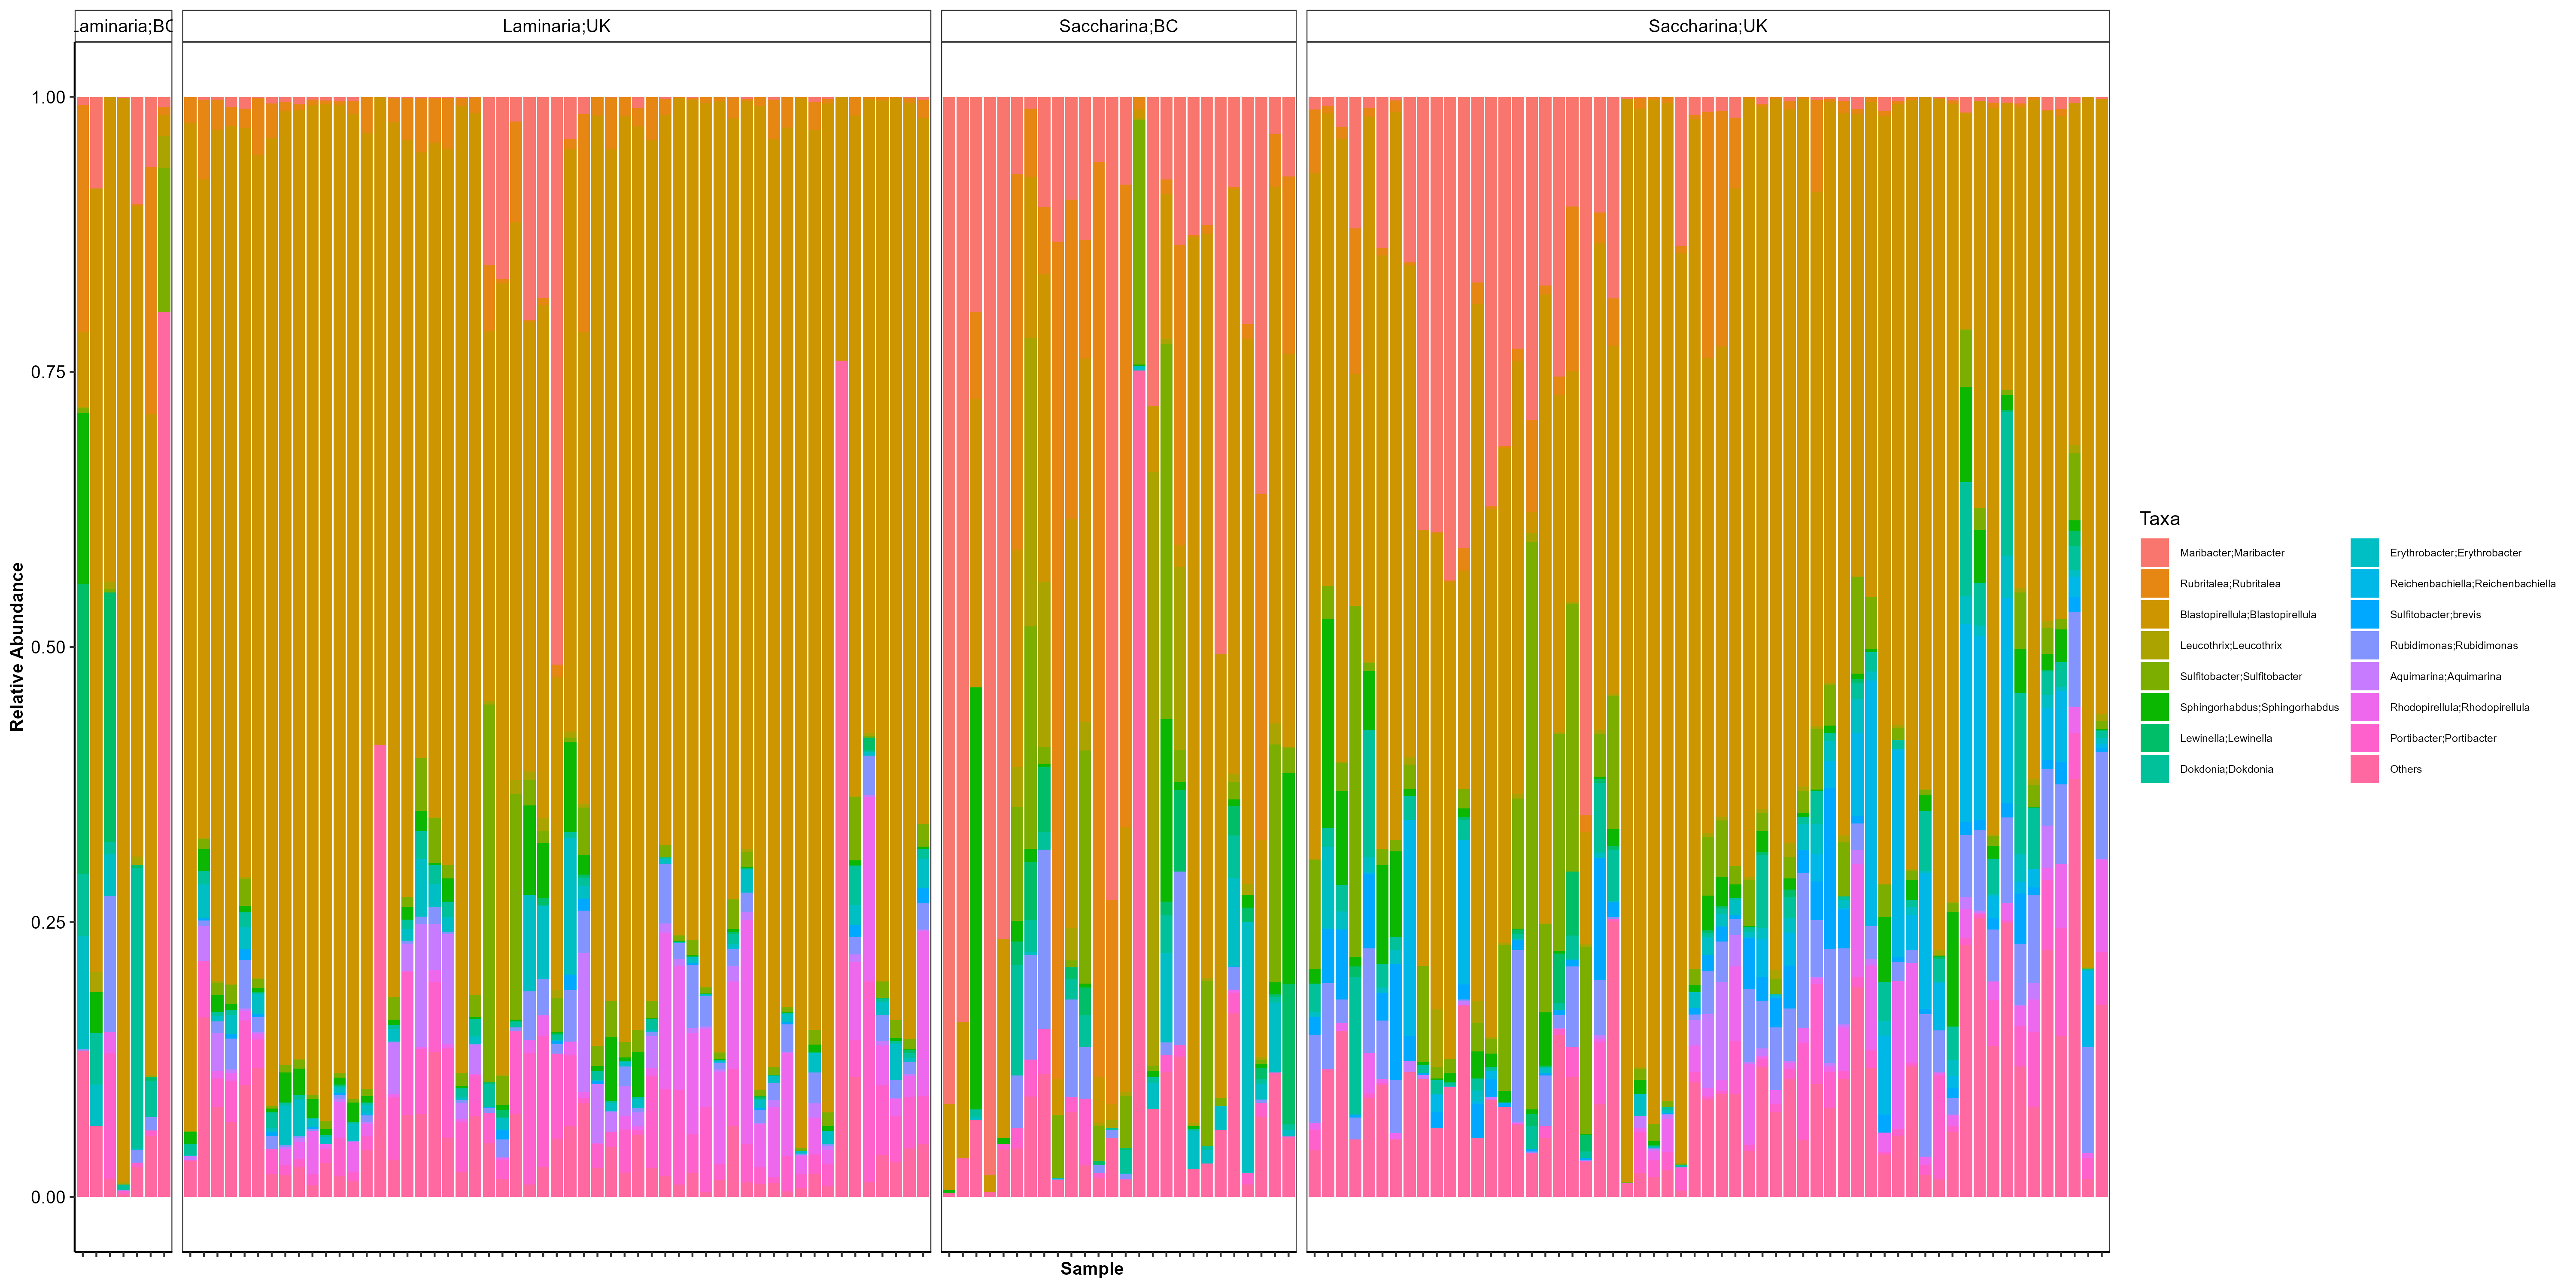 Laminaria;BC
Laminaria;UK
Saccharina;BC
Saccharina;UK
1.00
0.75
0.50
0.25
0.00
Relative Abundance
Sample
Taxa
Maribacter;Maribacter
Rubritalea;Rubritalea
Blastopirellula;Blastopirellula
Leucothrix;Leucothrix
Sulfitobacter;Sulfitobacter
Sphingorhabdus;Sphingorhabdus
Lewinella;Lewinella
Dokdonia;Dokdonia
Erythrobacter;Erythrobacter
Reichenbachiella;Reichenbachiella
Sulfitobacter;brevis
Rubidimonas;Rubidimonas
Aquimarina;Aquimarina
Rhodopirellula;Rhodopirellula
Portibacter;Portibacter
Others